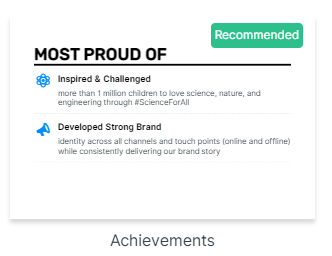 Recommended
MOST PROUD OF
Inspired & Challenged
more than 1 million children to love science, nature, and
engineering through #ScienceForAll
Developed Strong Brand
identity across all channels and touch points (online and offline)
while consistently delivering our brand story
Achievements